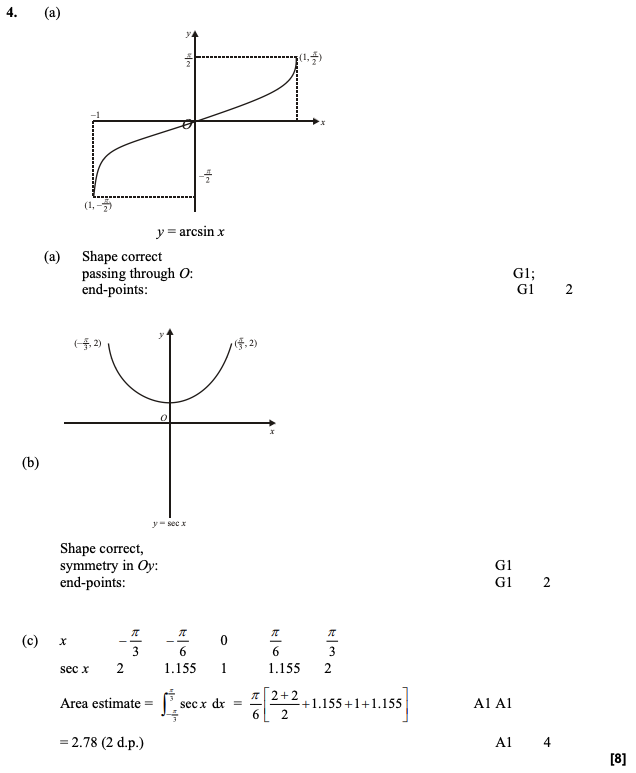 4. (a)
y
π/2
(1, π/2)
-1
O
x
-π/2
(1, -π/2)
y = arcsin x
(a) Shape correct
passing through O: G1;
end-points: G1 2
y
(-π/3, 2) (π/3, 2)
O
x
(b)
y = sec x
Shape correct,
symmetry in Oy: G1
end-points: G1 2
(c) x -π/3 -π/6 0 π/6 π/3
sec x 2 1.155 1 1.155 2
Area estimate = ∫_{-π/3}^{π/3} sec x dx = π/6 [ (2+2)/2 + 1.155 + 1 + 1.155 ] A1 A1
= 2.78 (2 d.p.) A1 4
[8]